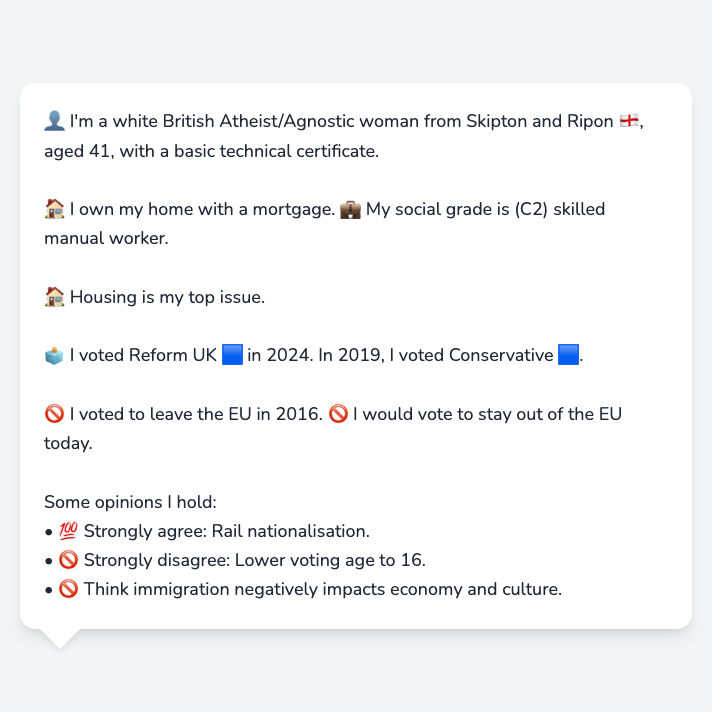 👤 I'm a white British Atheist/Agnostic woman from Skipton and Ripon 🏴󠁧󠁢󠁥󠁮󠁧󠁿,
aged 41, with a basic technical certificate.
🏠 I own my home with a mortgage. 💼 My social grade is (C2) skilled
manual worker.
🏠 Housing is my top issue.
🗳️ I voted Reform UK 🟦 in 2024. In 2019, I voted Conservative 🟦.
🚫 I voted to leave the EU in 2016. 🚫 I would vote to stay out of the EU
today.
Some opinions I hold:
• 💯 Strongly agree: Rail nationalisation.
• 🚫 Strongly disagree: Lower voting age to 16.
• 🚫 Think immigration negatively impacts economy and culture.